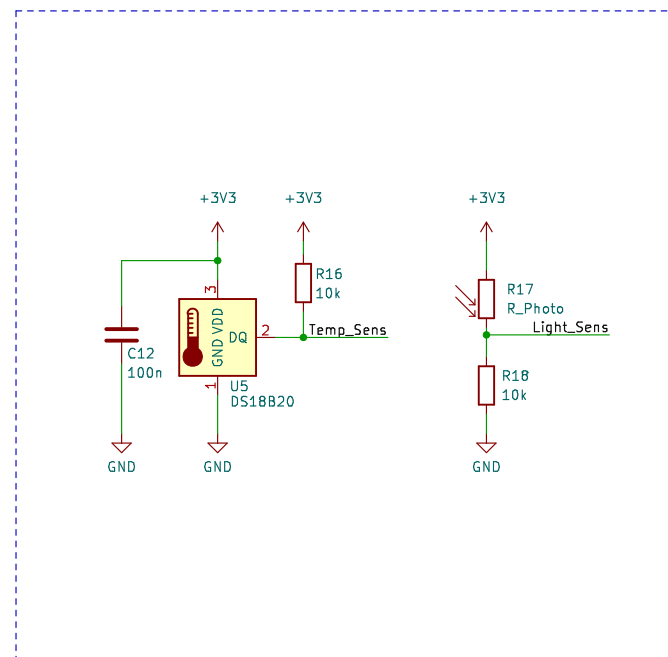 +3V3
+3V3
+3V3
3
R16
10k
R17
R_Photo
VDD
GND
DQ
2
Temp_Sens
Light_Sens
C12
100n
1
U5
DS18B20
R18
10k
GND
GND
GND